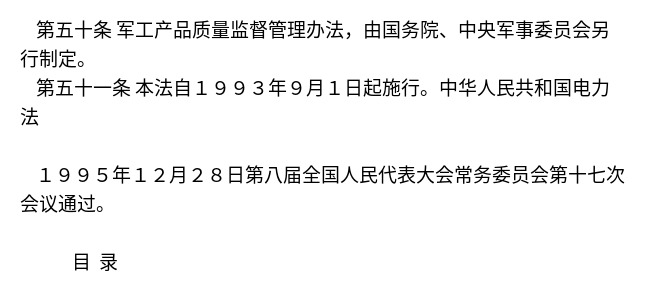 第五十条 军工产品质量监督管理办法，由国务院、中央军事委员会另
行制定。
第五十一条 本法自１９９３年９月１日起施行。中华人民共和国电力
法
１９９５年１２月２８日第八届全国人民代表大会常务委员会第十七次
会议通过。
目 录